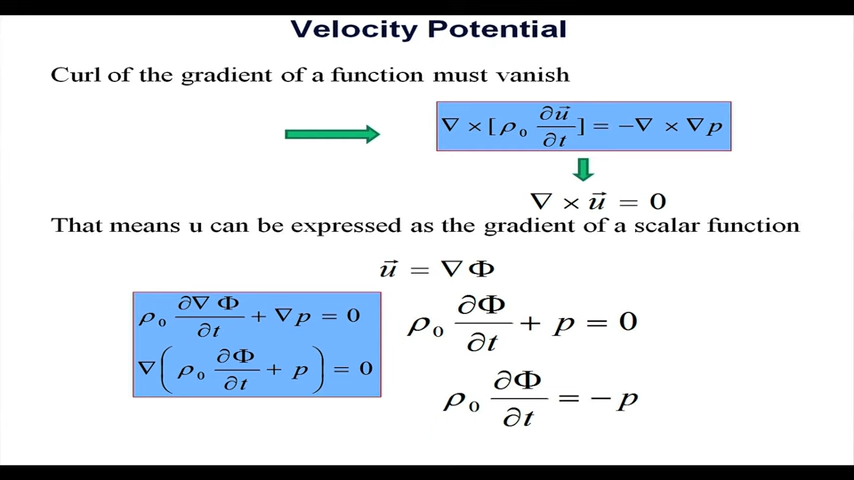 Velocity Potential
Curl of the gradient of a function must vanish
∇ × [ρ₀ ∂u⃗/∂t] = −∇ × ∇p
∇ × u⃗ = 0
That means u can be expressed as the gradient of a scalar function
u⃗ = ∇Φ
ρ₀ ∂∇Φ/∂t + ∇p = 0
∇(ρ₀ ∂Φ/∂t + p) = 0
ρ₀ ∂Φ/∂t + p = 0
ρ₀ ∂Φ/∂t = −p